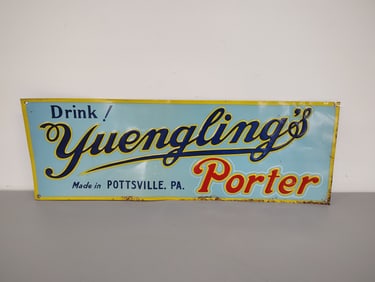 Drink!
Yuengling's
Made in POTTSVILLE. PA.
Porter